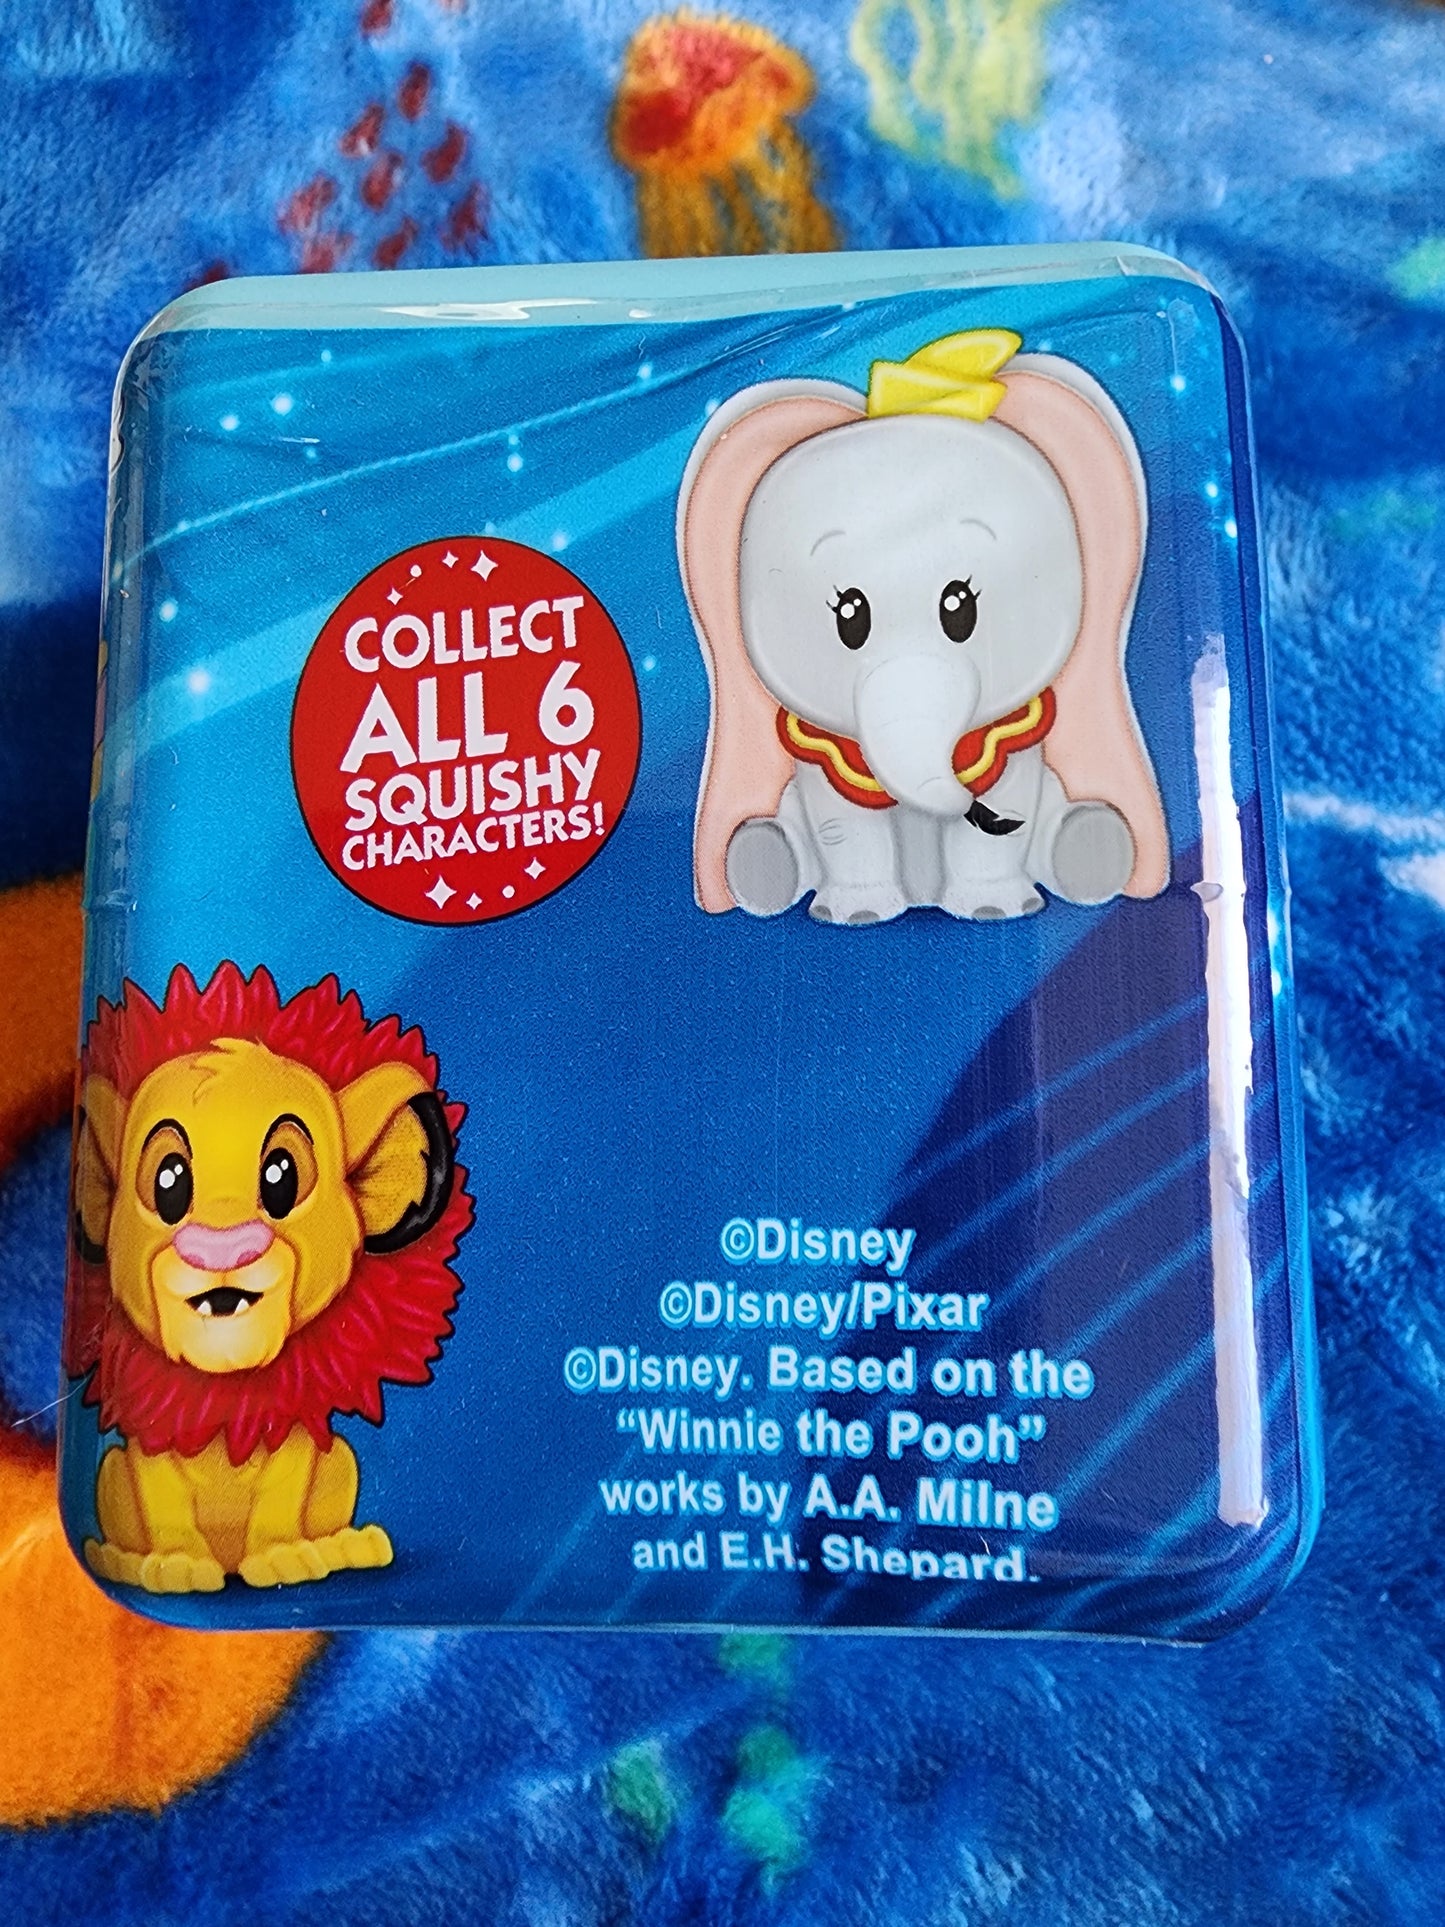 COLLECT
ALL 6
SQUISHY
CHARACTERS!
©Disney
©Disney/Pixar
©Disney. Based on the
“Winnie the Pooh”
works by A.A. Milne
and E.H. Shepard.